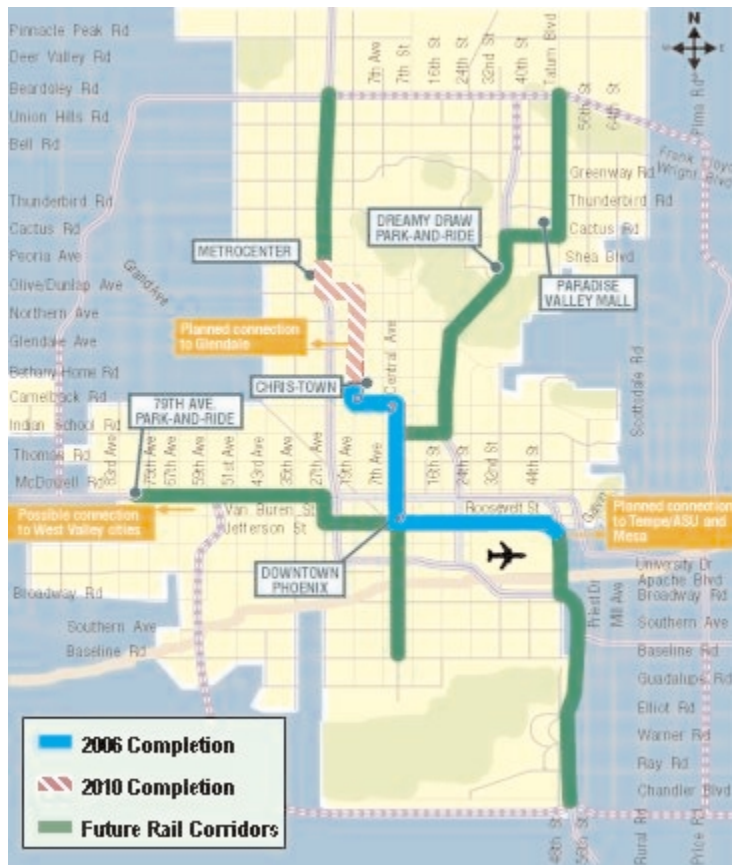 N
W
E
Pinnacle Peak Rd
Deer Valley Rd
Beardsley Rd
Union Hills Rd
Bell Rd
Thunderbird Rd
Cactus Rd
Peoria Ave
Olive/Dunlap Ave
Northern Ave
Glendale Ave
Bethany Home Rd
Camelback Rd
Indian School Rd
Thomas Rd
McDowell Rd
Broadway Rd
Southern Ave
Baseline Rd
Grand Ave
7th Ave
7th St
16th St
24th St
32nd St
40th St
Tatum Blvd
56th St
64th St
Pima Rd
Frank Lloyd
Wright Blvd
Greenway Rd
Thunderbird Rd
Cactus Rd
Shea Blvd
METROCENTER
DREAMY DRAW
PARK-AND-RIDE
PARADISE
VALLEY MALL
Planned connection
to Glendale
CHRIS-TOWN
Central Ave
Scottsdale Rd
79TH AVE.
PARK-AND-RIDE
83rd Ave
75th Ave
67th Ave
59th Ave
51st Ave
43rd Ave
35th Ave
27th Ave
19th Ave
7th Ave
16th St
24th St
32nd St
44th St
Possible connection
to West Valley cities
Van Buren St
Jefferson St
Roosevelt St
Planned connection
to Tempe/ASU and
Mesa
DOWNTOWN
PHOENIX
University Dr
Apache Blvd
Broadway Rd
Southern Ave
Baseline Rd
Guadalupe Rd
Elliot Rd
Warner Rd
Ray Rd
Chandler Blvd
Priest Dr
Mill Ave
48th St
56th St
Rural Rd
Price Rd
2006 Completion
2010 Completion
Future Rail Corridors